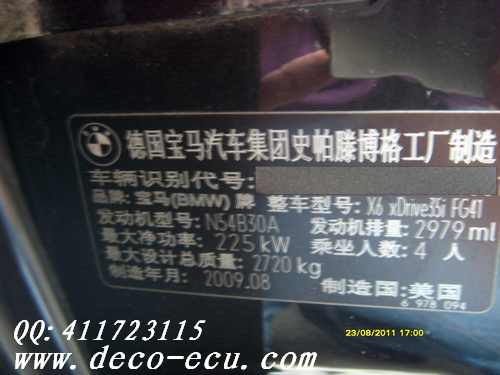 德国宝马汽车集团史帕滕博格工厂制造
车辆识别代号:
品牌: 宝马(BMW) 牌 整车型号: X6 xDrive35i FG41
发动机型号: N54B30A 发动机排量: 2979 ml
最大净功率: 225 kW 乘坐人数: 4 人
最大设计总质量: 2720 kg
制造年月: 2009.08 制造国: 美国
6 978 094
QQ: 411723115
23/08/2011 17:00
www.deco-ecu.com